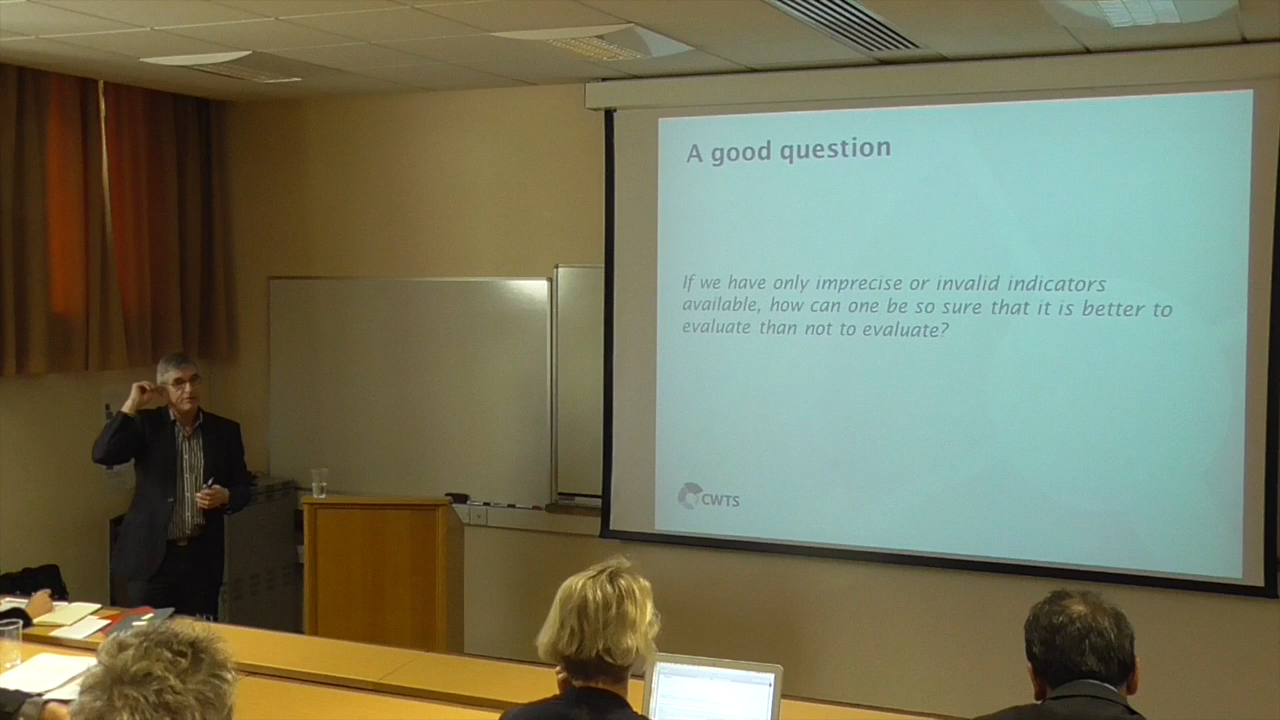 A good question
If we have only imprecise or invalid indicators
available, how can one be so sure that it is better to
evaluate than not to evaluate?
CWTS